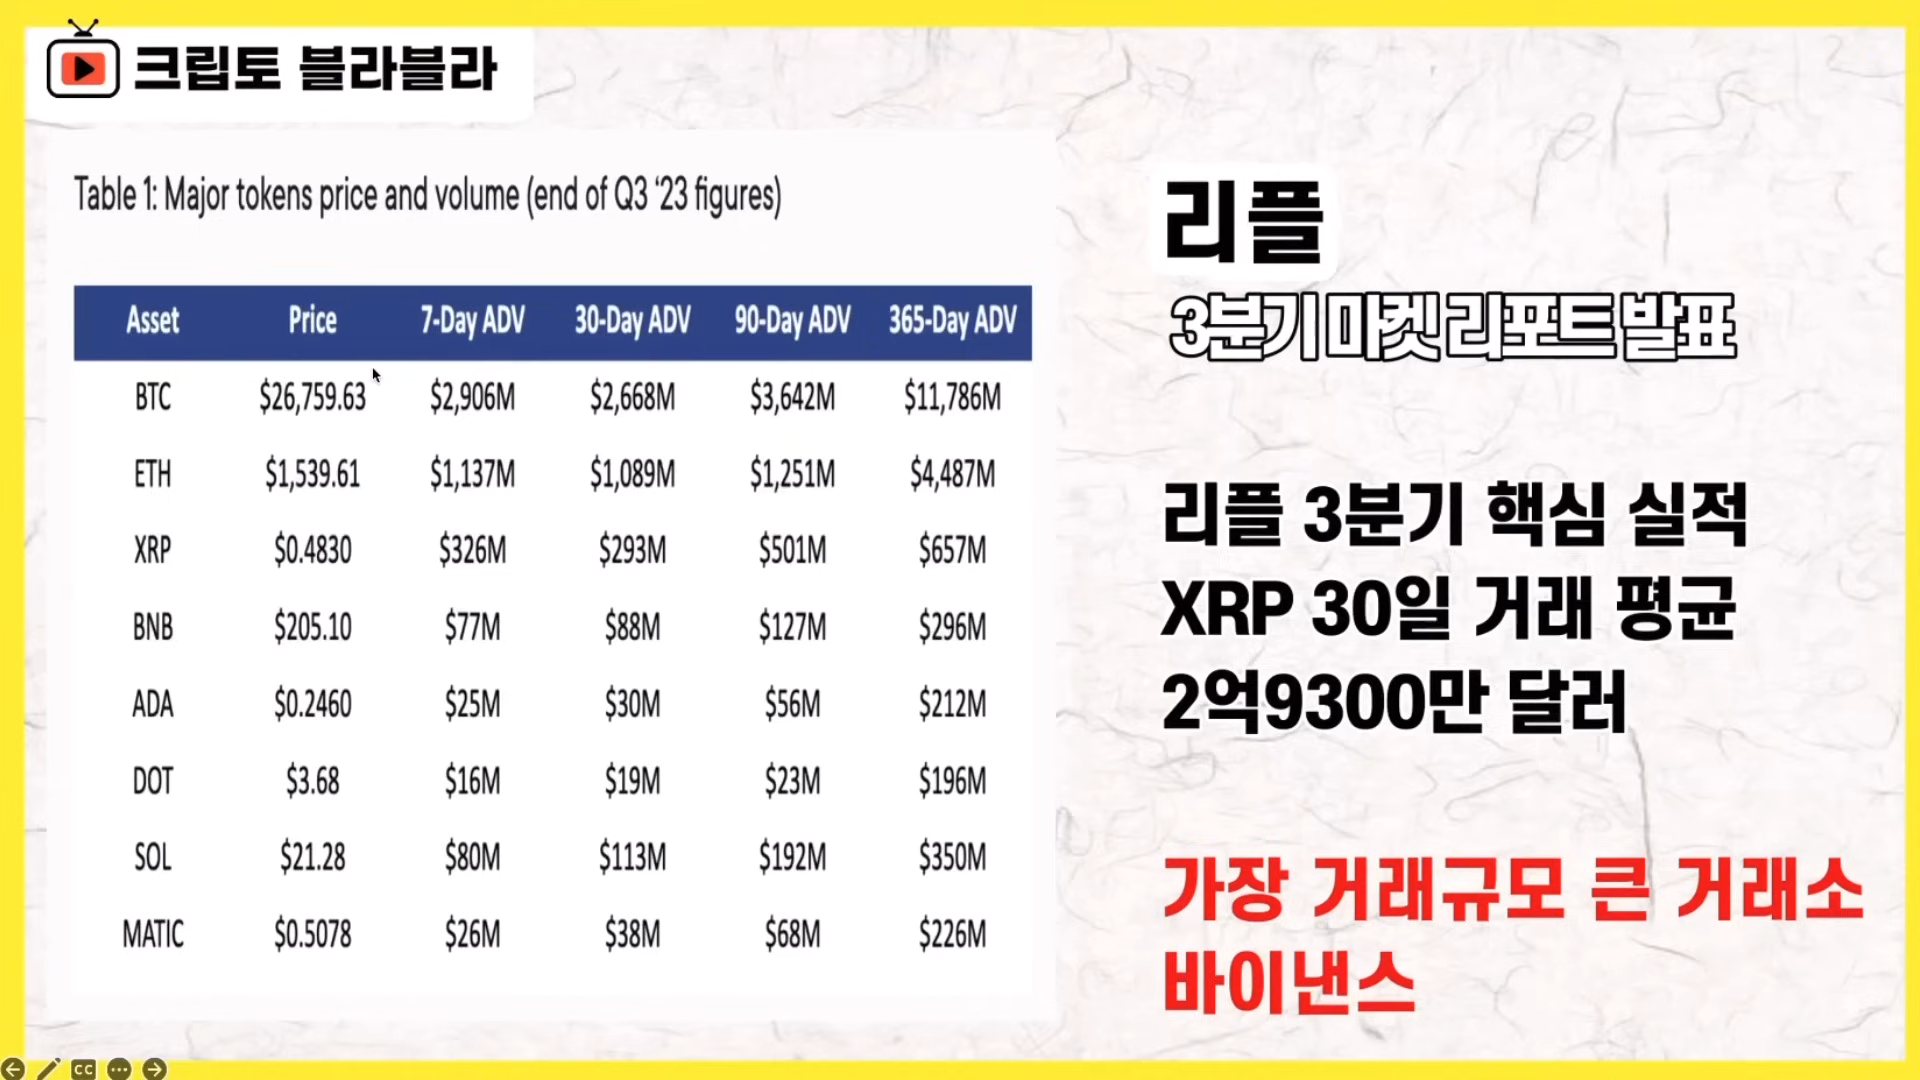 크립토 블라블라
Table 1: Major tokens price and volume (end of Q3 ‘23 figures)
Asset Price 7-Day ADV 30-Day ADV 90-Day ADV 365-Day ADV
BTC $26,759.63 $2,906M $2,668M $3,642M $11,786M
ETH $1,539.61 $1,137M $1,089M $1,251M $4,487M
XRP $0.4830 $326M $293M $501M $657M
BNB $205.10 $77M $88M $127M $296M
ADA $0.2460 $25M $30M $56M $212M
DOT $3.68 $16M $19M $23M $196M
SOL $21.28 $80M $113M $192M $350M
MATIC $0.5078 $26M $38M $68M $226M
리플
3분기 마켓 리포트 발표
리플 3분기 핵심 실적
XRP 30일 거래 평균
2억9300만 달러
가장 거래규모 큰 거래소
바이낸스
CC